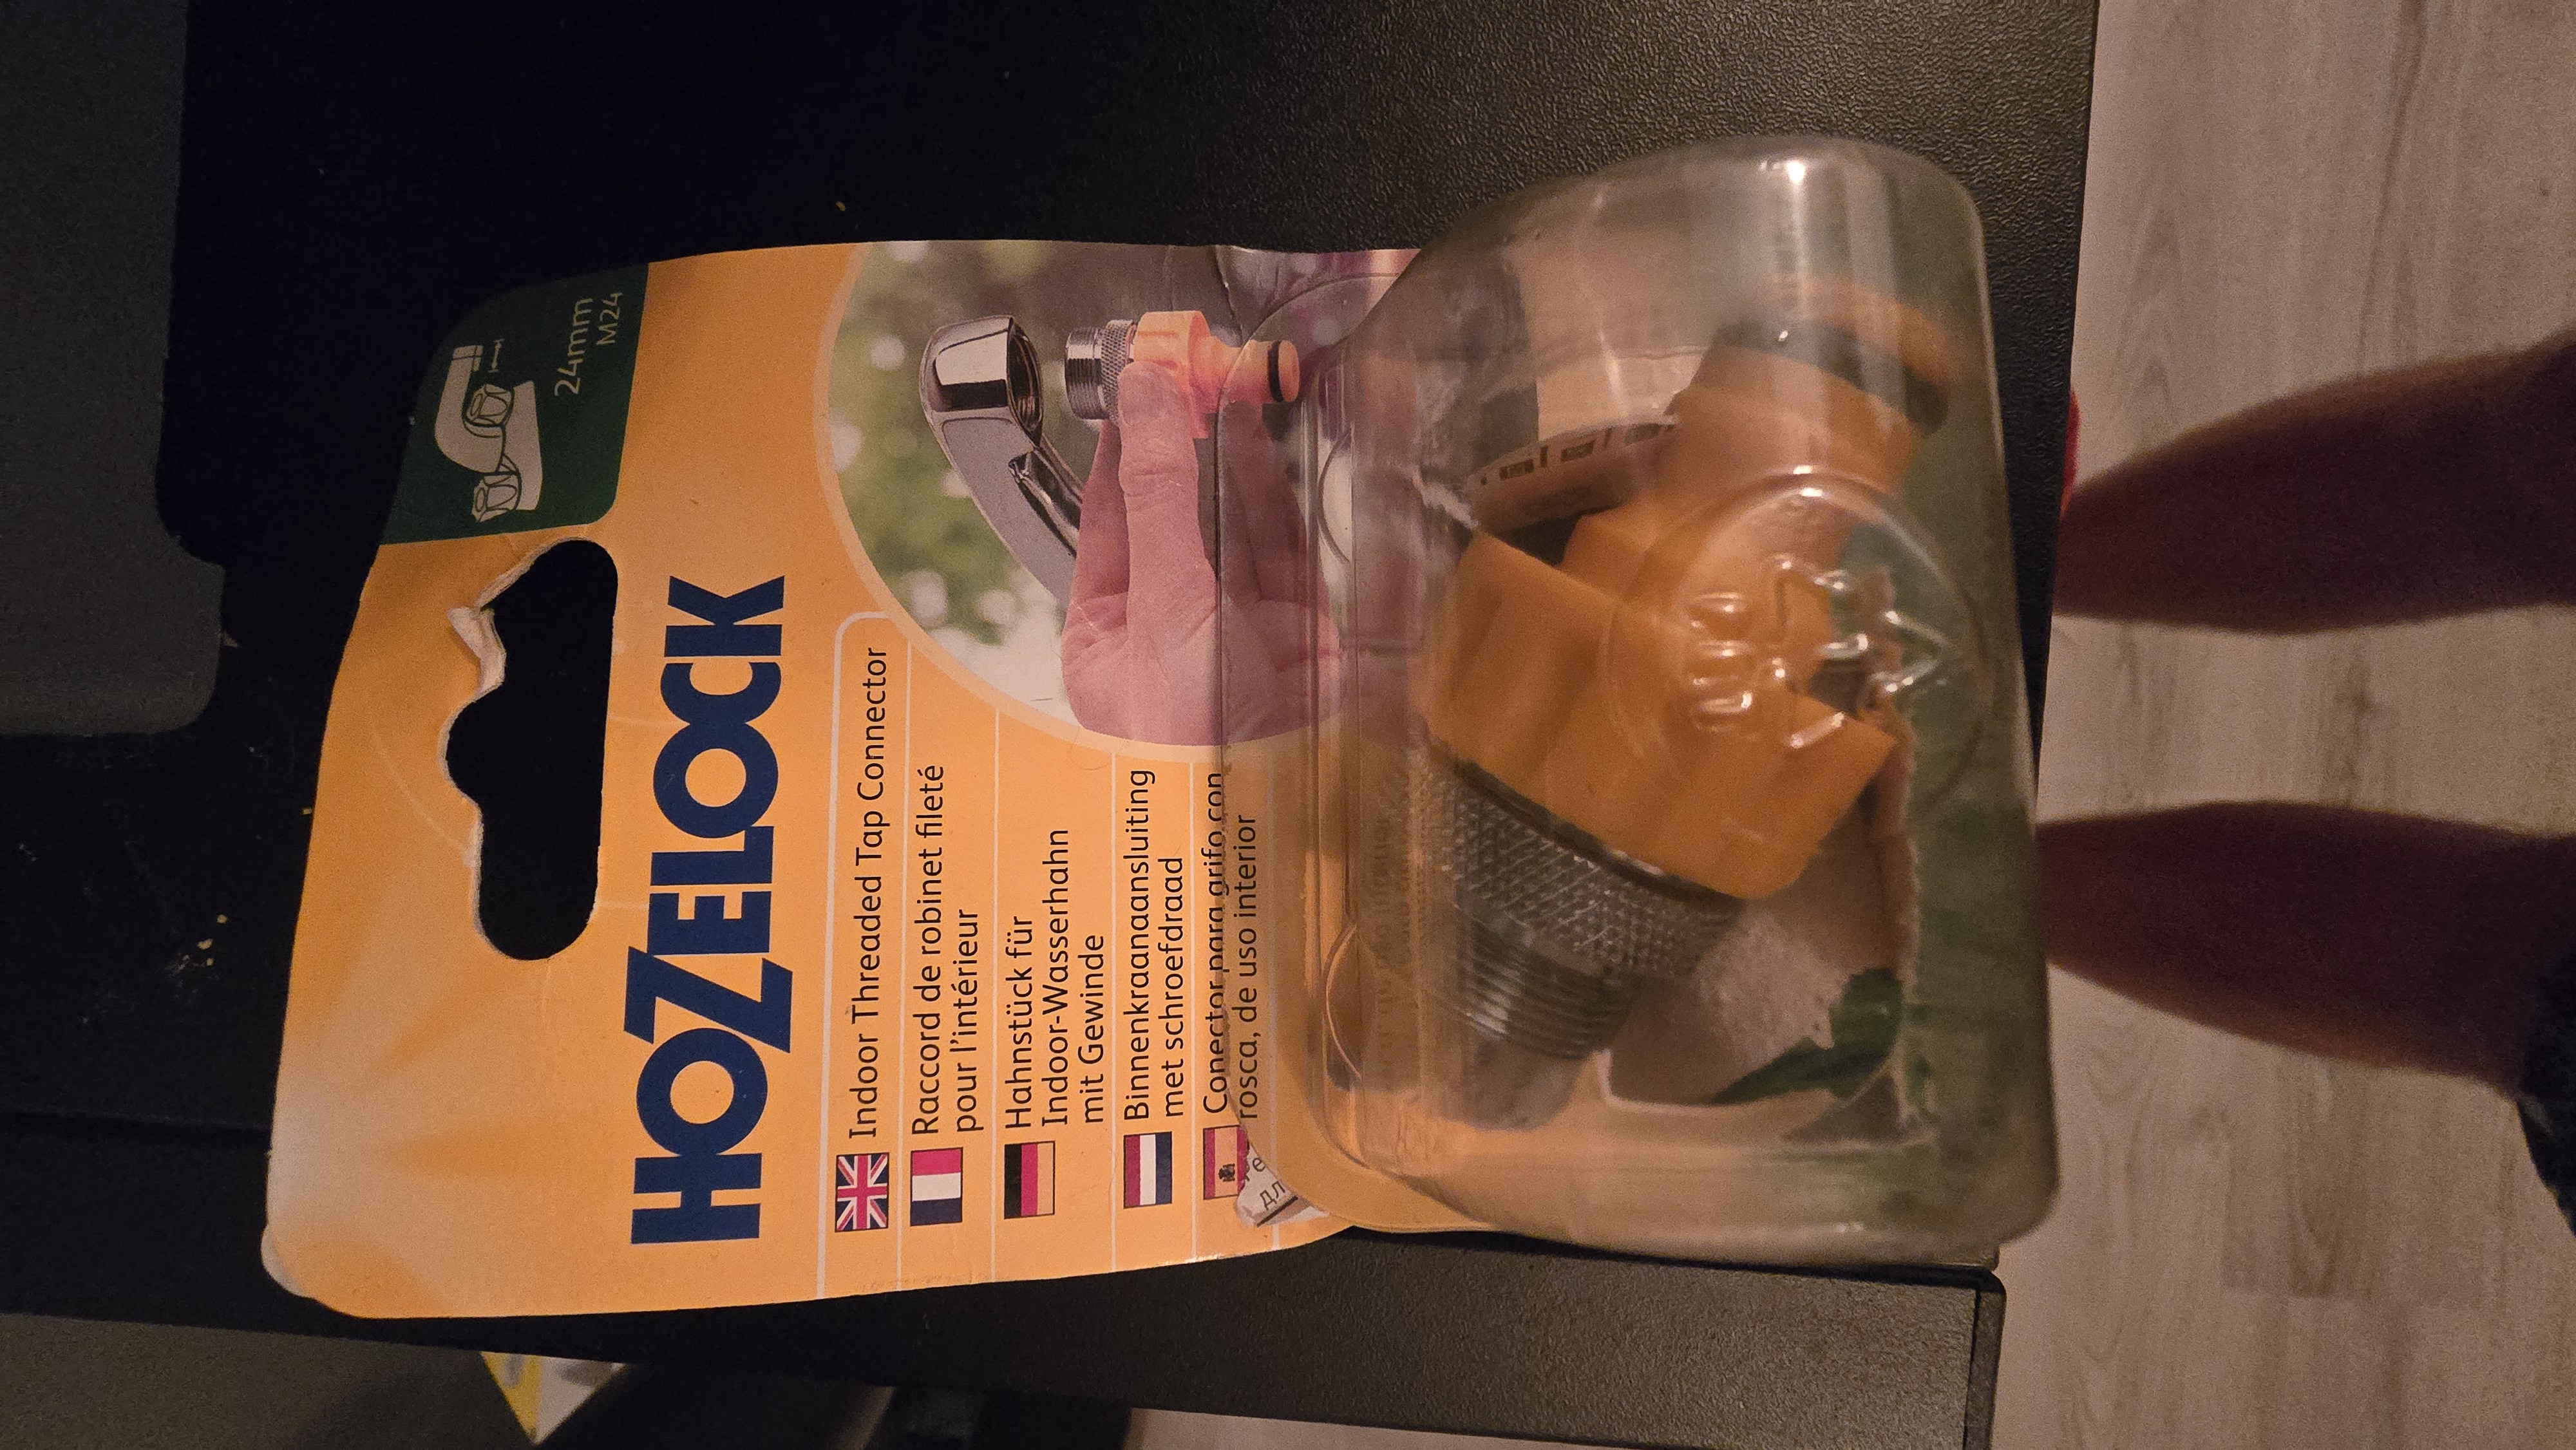 24mm
M24
HOZELOCK
Indoor Threaded Tap Connector
Raccord de robinet fileté
pour l'intérieur
Hahnstück für
Indoor-Wasserhahn
mit Gewinde
Binnenkraanaansluiting
met schroefdraad
Conector para grifo con
rosca, de uso interior